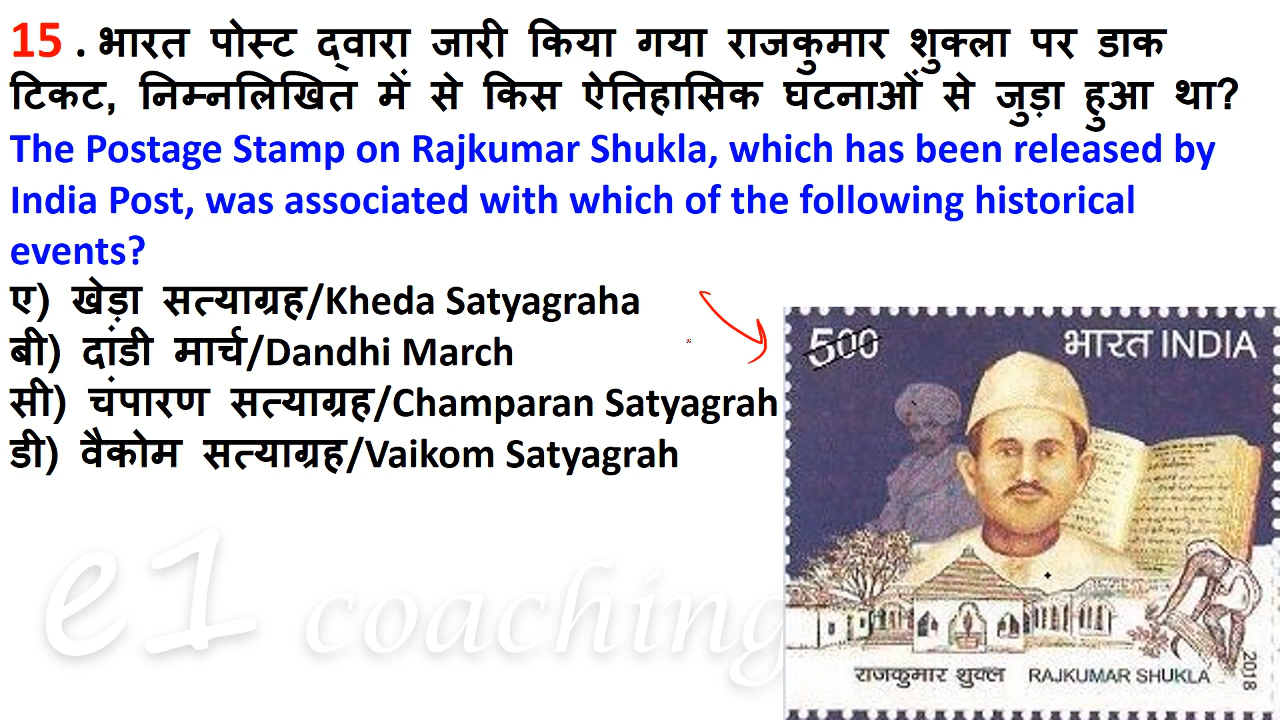 15 . भारत पोस्ट द्वारा जारी किया गया राजकुमार शुक्ला पर डाक
टिकट, निम्नलिखित में से किस ऐतिहासिक घटनाओं से जुड़ा हुआ था?
The Postage Stamp on Rajkumar Shukla, which has been released by
India Post, was associated with which of the following historical
events?
ए) खेड़ा सत्याग्रह/Kheda Satyagraha
बी) दांडी मार्च/Dandhi March
सी) चंपारण सत्याग्रह/Champaran Satyagrah
डी) वैकोम सत्याग्रह/Vaikom Satyagrah
500 भारत INDIA
राजकुमार शुक्ल RAJKUMAR SHUKLA
2018
e1 coaching